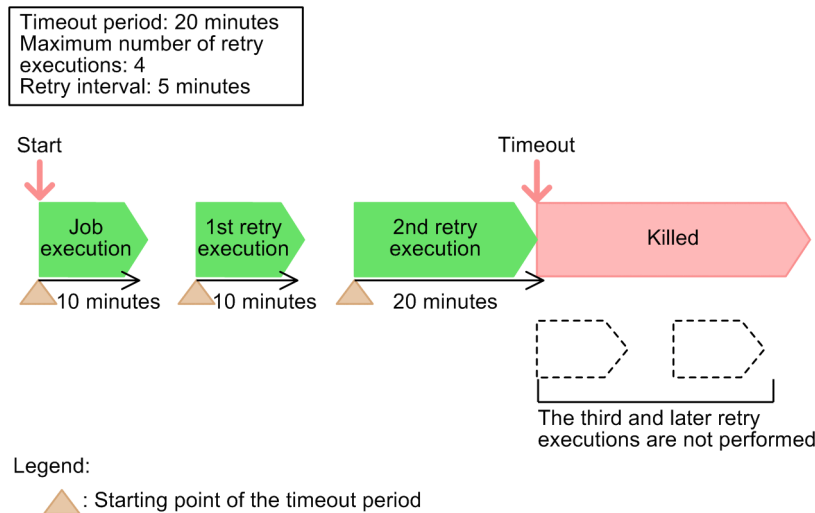 Timeout period: 20 minutes
Maximum number of retry
executions: 4
Retry interval: 5 minutes
Start
Timeout
Job
execution
1st retry
execution
2nd retry
execution
Killed
10 minutes
10 minutes
20 minutes
The third and later retry
executions are not performed
Legend:
: Starting point of the timeout period